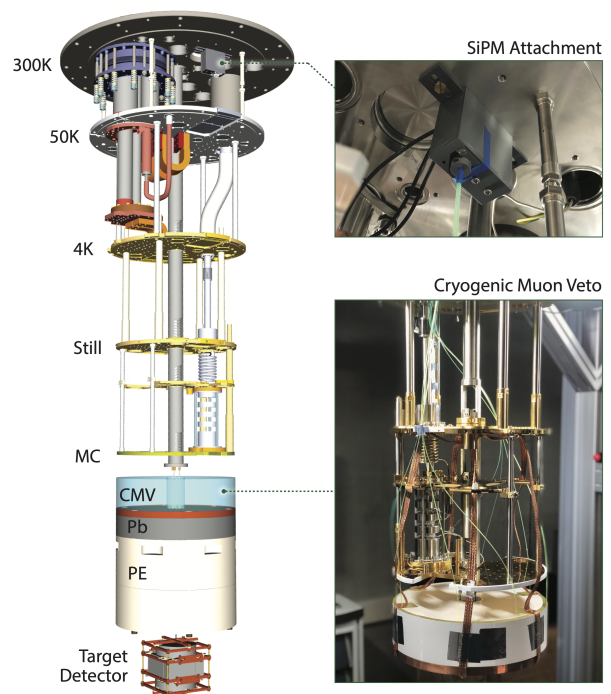 SiPM Attachment
300K
50K
4K
Cryogenic Muon Veto
Still
MC
CMV
Pb
PE
Target
Detector